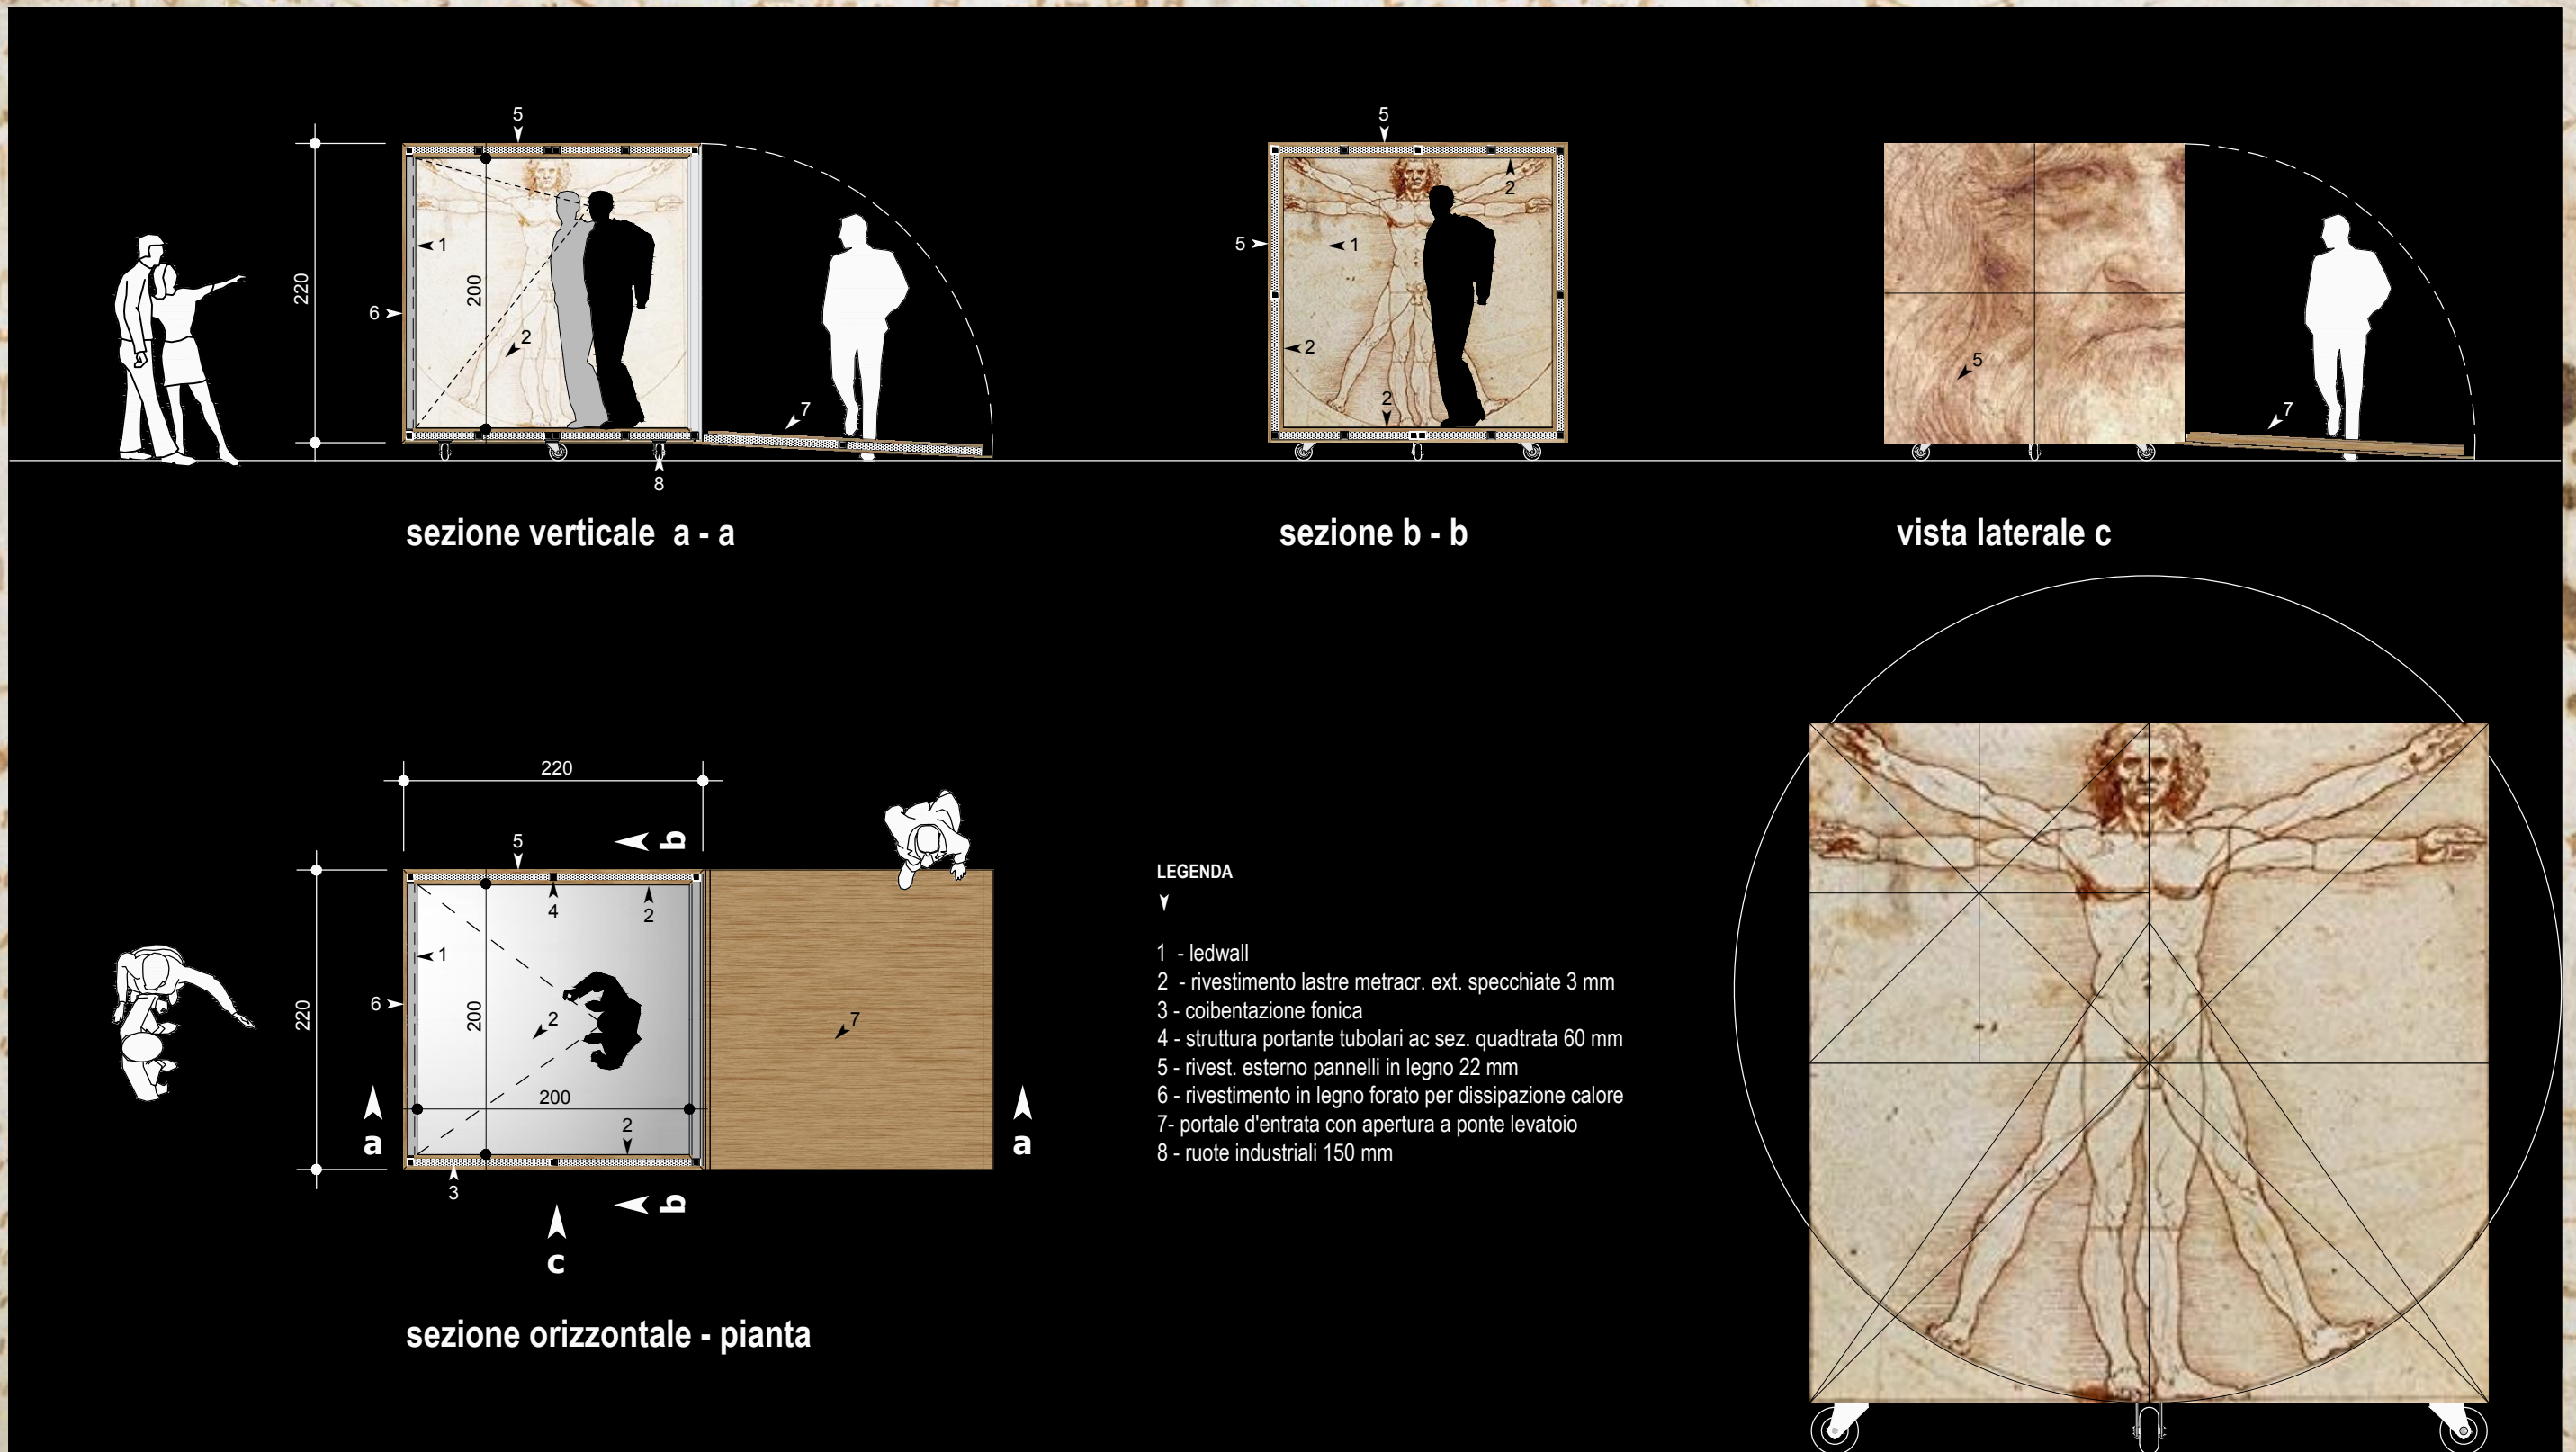 5
5
220
1
200
6
2
7
8
5
1
2
2
2
5
7
sezione verticale  a - a
sezione b - b
vista laterale c
220
b
5
4
2
1
6
220
200
2
7
200
2
a
a
3
b
c
sezione orizzontale - pianta
LEGENDA
1  - ledwall
2  - rivestimento lastre metracr. ext. specchiate 3 mm
3 - coibentazione fonica
4 - struttura portante tubolari ac sez. quadtrata 60 mm
5 - rivest. esterno pannelli in legno 22 mm
6 - rivestimento in legno forato per dissipazione calore
7- portale d'entrata con apertura a ponte levatoio
8 - ruote industriali 150 mm